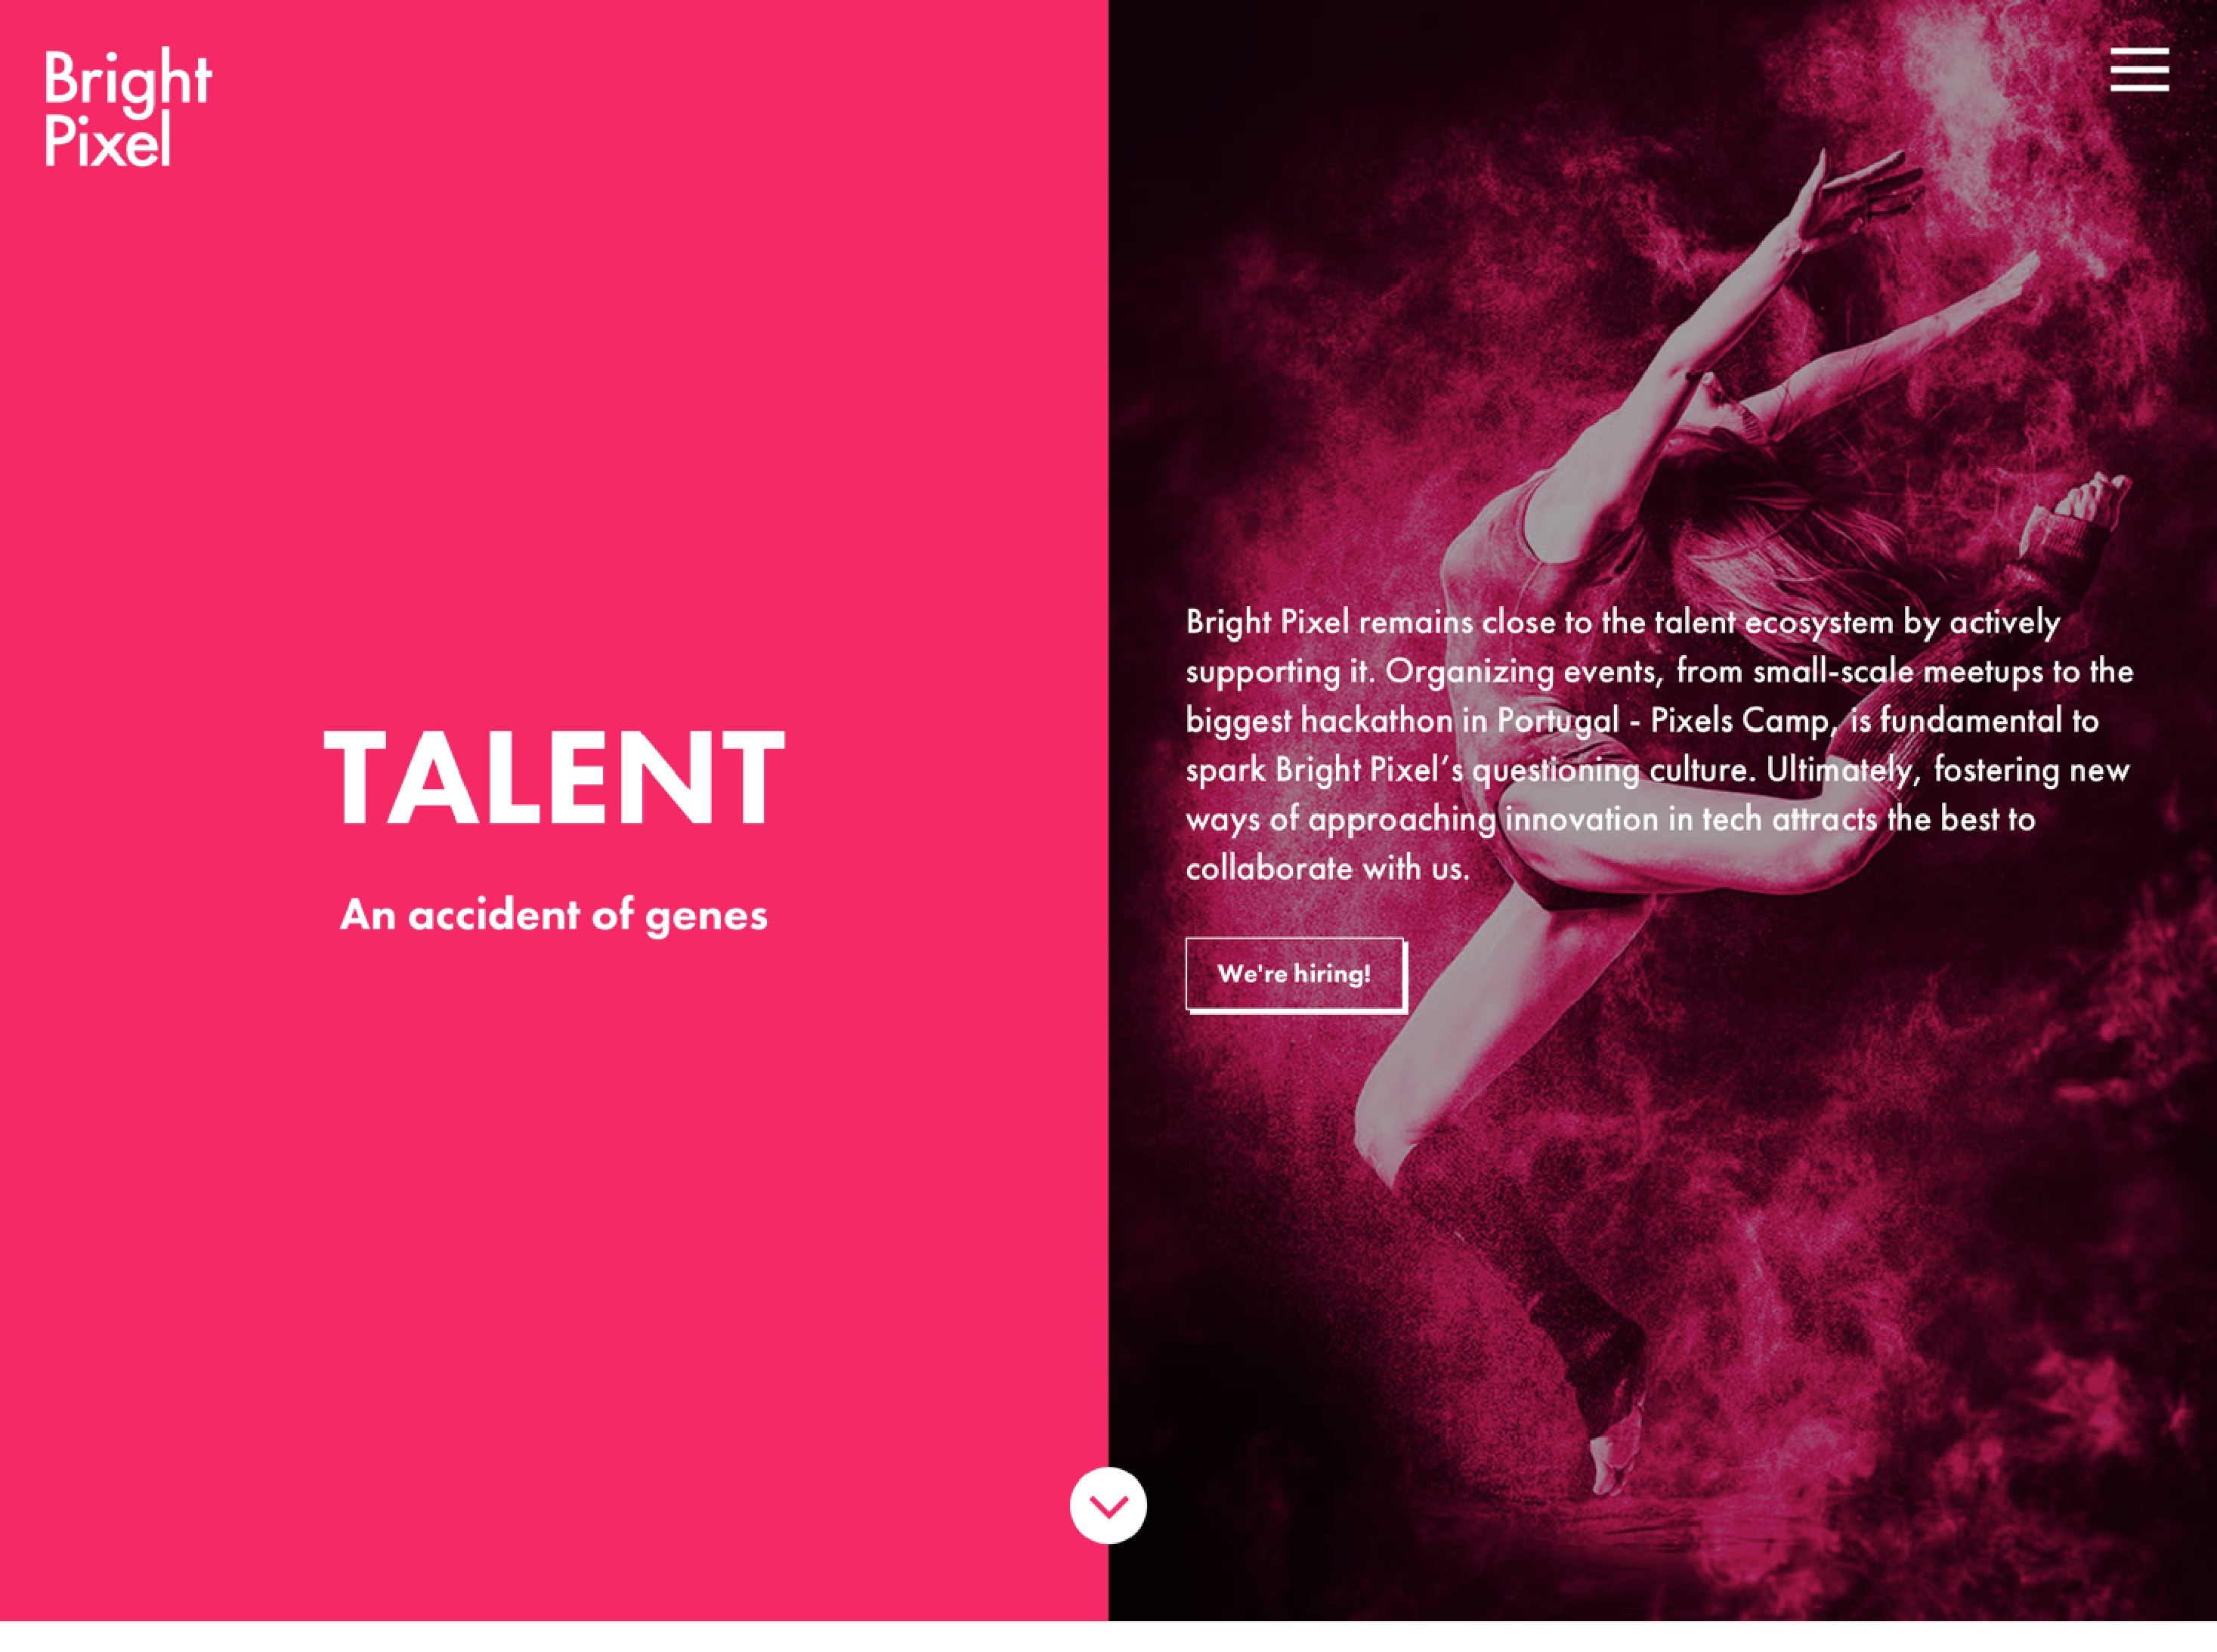 Bright
Pixel
TALENT
An accident of genes
Bright Pixel remains close to the talent ecosystem by actively
supporting it. Organizing events, from small-scale meetups to the
biggest hackathon in Portugal - Pixels Camp, is fundamental to
spark Bright Pixel’s questioning culture. Ultimately, fostering new
ways of approaching innovation in tech attracts the best to
collaborate with us.
We're hiring!